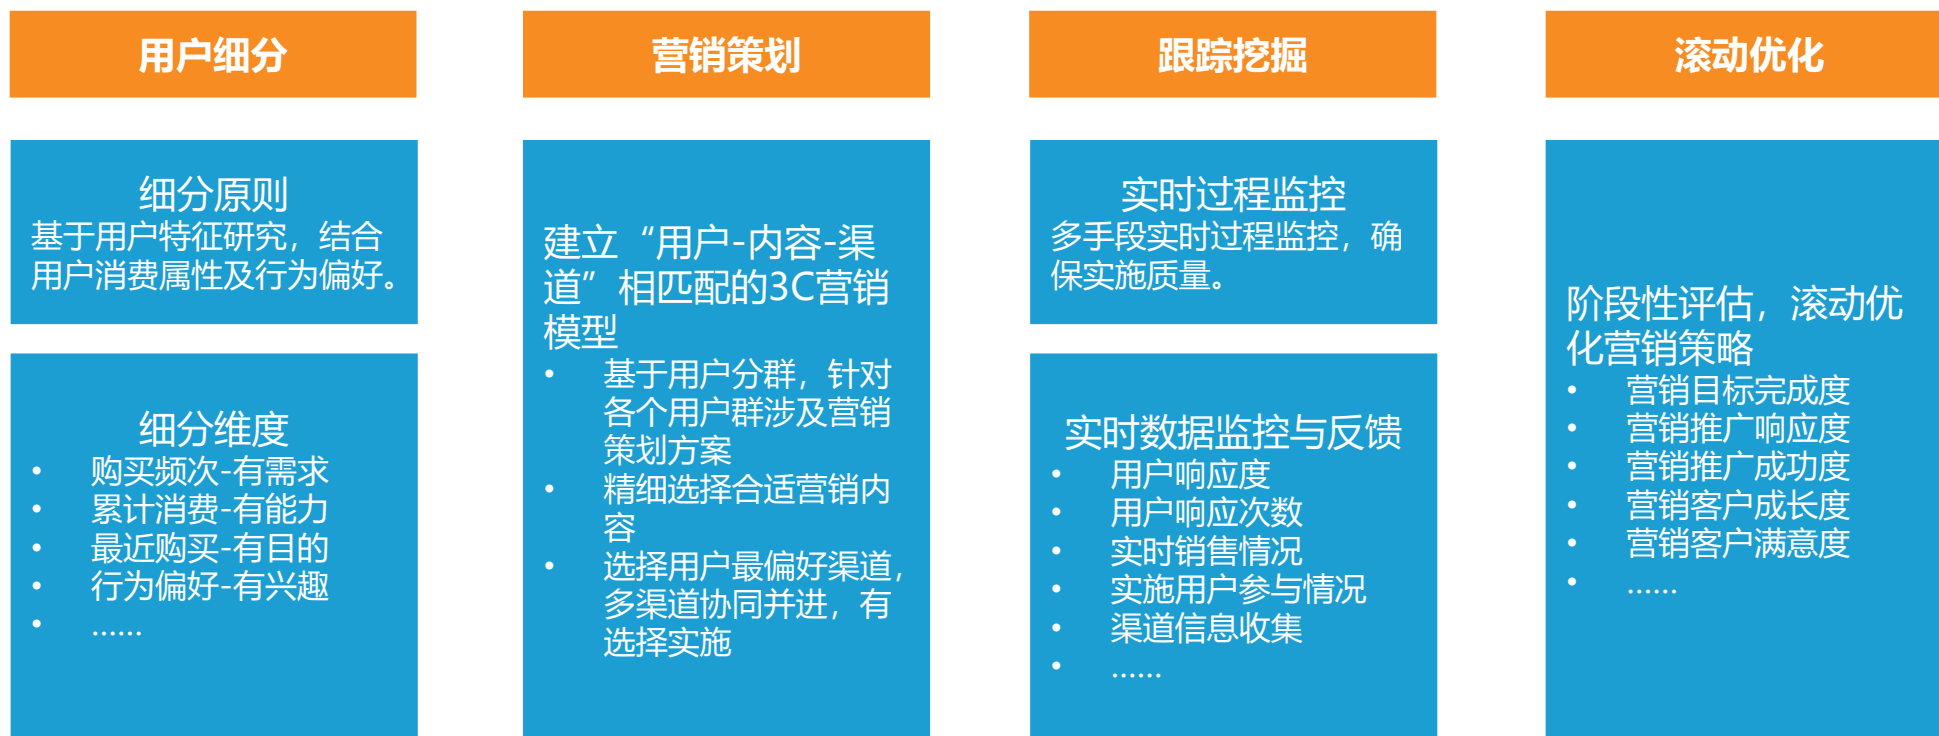 用户细分
细分原则
基于用户特征研究，结合
用户消费属性及行为偏好。
细分维度
• 购买频次-有需求
• 累计消费-有能力
• 最近购买-有目的
• 行为偏好-有兴趣
• ……
营销策划
建立“用户-内容-渠
道”相匹配的3C营销
模型
• 基于用户分群，针对
各个用户群涉及营销
策划方案
• 精细选择合适营销内
容
• 选择用户最偏好渠道，
多渠道协同并进，有
选择实施
跟踪挖掘
实时过程监控
多手段实时过程监控，确
保实施质量。
实时数据监控与反馈
• 用户响应度
• 用户响应次数
• 实时销售情况
• 实施用户参与情况
• 渠道信息收集
• ……
滚动优化
阶段性评估，滚动优
化营销策略
• 营销目标完成度
• 营销推广响应度
• 营销推广成功度
• 营销客户成长度
• 营销客户满意度
• ……